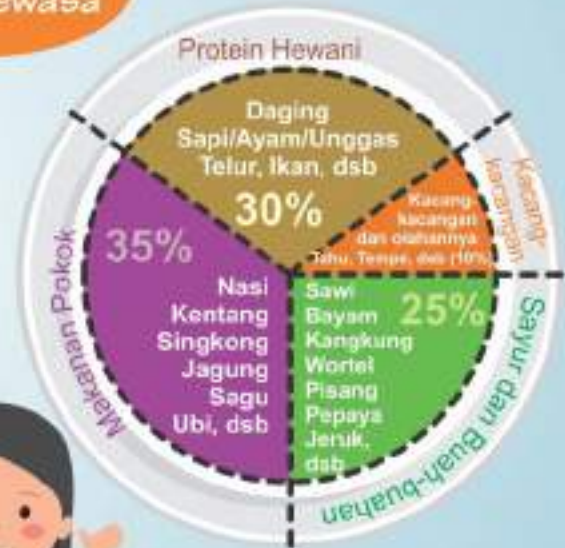 ewasa
Protein Hewani
Daging
Sapi/Ayam/Unggas
Telur, Ikan, dsb
30%
Kacang-
kacangan
Kacang-
kacangan
dan olahannya
Tahu, Tempe, dsb (10%
Makanan Pokok
35%
Nasi
Kentang
Singkong
Jagung
Sagu
Ubi, dsb
25%
Sawi
Bayam
Kangkung
Wortel
Pisang
Pepaya
Jeruk,
dsb
Sayur dan Buah-buahan